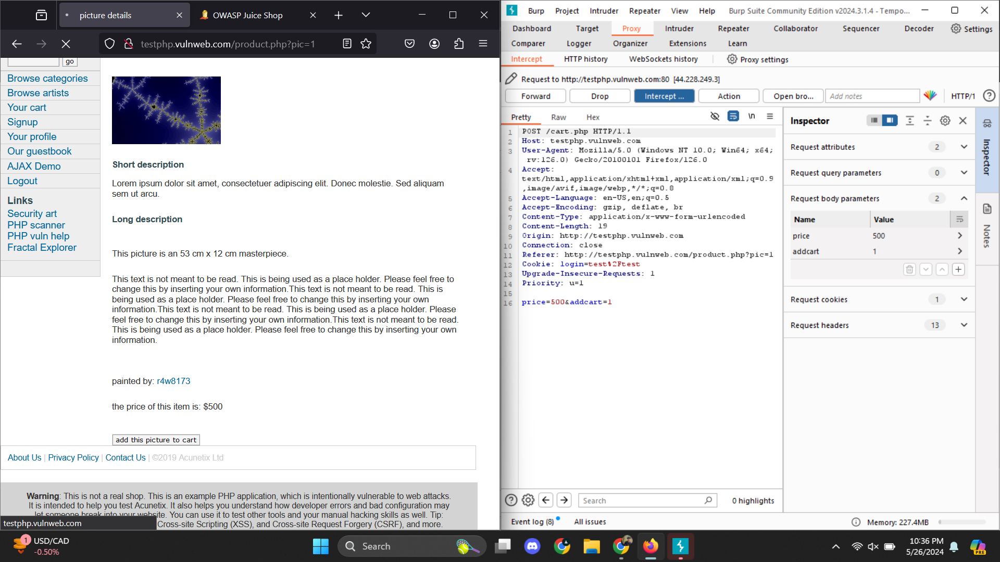 picture details
OWASP Juice Shop
testphp.vulnweb.com/product.php?pic=1
go
Browse categories
Browse artists
Your cart
Signup
Your profile
Our guestbook
AJAX Demo
Logout
Links
Security art
PHP scanner
PHP vuln help
Fractal Explorer
Short description
Lorem ipsum dolor sit amet, consectetuer adipiscing elit. Donec molestie. Sed aliquam
sem ut arcu.
Long description
This picture is an 53 cm x 12 cm masterpiece.
This text is not meant to be read. This is being used as a place holder. Please feel free to
change this by inserting your own information.This text is not meant to be read. This is
being used as a place holder. Please feel free to change this by inserting your own
information.This text is not meant to be read. This is being used as a place holder. Please
feel free to change this by inserting your own information.This text is not meant to be read.
This is being used as a place holder. Please feel free to change this by inserting your own
information.
painted by: r4w8173
the price of this item is: $500
add this picture to cart
About Us | Privacy Policy | Contact Us | ©2019 Acunetix Ltd
Warning: This is not a real shop. This is an example PHP application, which is intentionally vulnerable to web attacks.
It is intended to help you test Acunetix. It also helps you understand how developer errors and bad configuration may
let someone break into your website. You can use it to test other tools and your manual hacking skills as well. Tip:
Cross-site Scripting (XSS), and Cross-site Request Forgery (CSRF), and more.
testphp.vulnweb.com
Burp Project Intruder Repeater View Help Burp Suite Community Edition v2024.3.1.4 - Tempo...
Dashboard Target Proxy Intruder Repeater Collaborator Sequencer Decoder Settings
Comparer Logger Organizer Extensions Learn
Intercept HTTP history WebSockets history Proxy settings
Request to http://testphp.vulnweb.com:80 [44.228.249.3]
Forward Drop Intercept ... Action Open bro... Add notes HTTP/1 ?
Pretty Raw Hex \n
1 POST /cart.php HTTP/1.1
2 Host: testphp.vulnweb.com
3 User-Agent: Mozilla/5.0 (Windows NT 10.0; Win64; x64;
rv:126.0) Gecko/20100101 Firefox/126.0
4 Accept:
text/html,application/xhtml+xml,application/xml;q=0.9
,image/avif,image/webp,*/*;q=0.8
5 Accept-Language: en-US,en;q=0.5
6 Accept-Encoding: gzip, deflate, br
7 Content-Type: application/x-www-form-urlencoded
8 Content-Length: 19
9 Origin: http://testphp.vulnweb.com
10 Connection: close
11 Referer: http://testphp.vulnweb.com/product.php?pic=1
12 Cookie: login=test%2Ftest
13 Upgrade-Insecure-Requests: 1
14 Priority: u=1
15
16 price=500&addcart=1
Inspector
Request attributes 2
Request query parameters 0
Request body parameters 2
Name Value
price 500
addcart 1
Request cookies 1
Request headers 13
Inspector
Notes
? Search 0 highlights
Event log (8) All issues Memory: 227.4MB
1 USD/CAD
-0.50%
Search
10:36 PM
5/26/2024
PRE